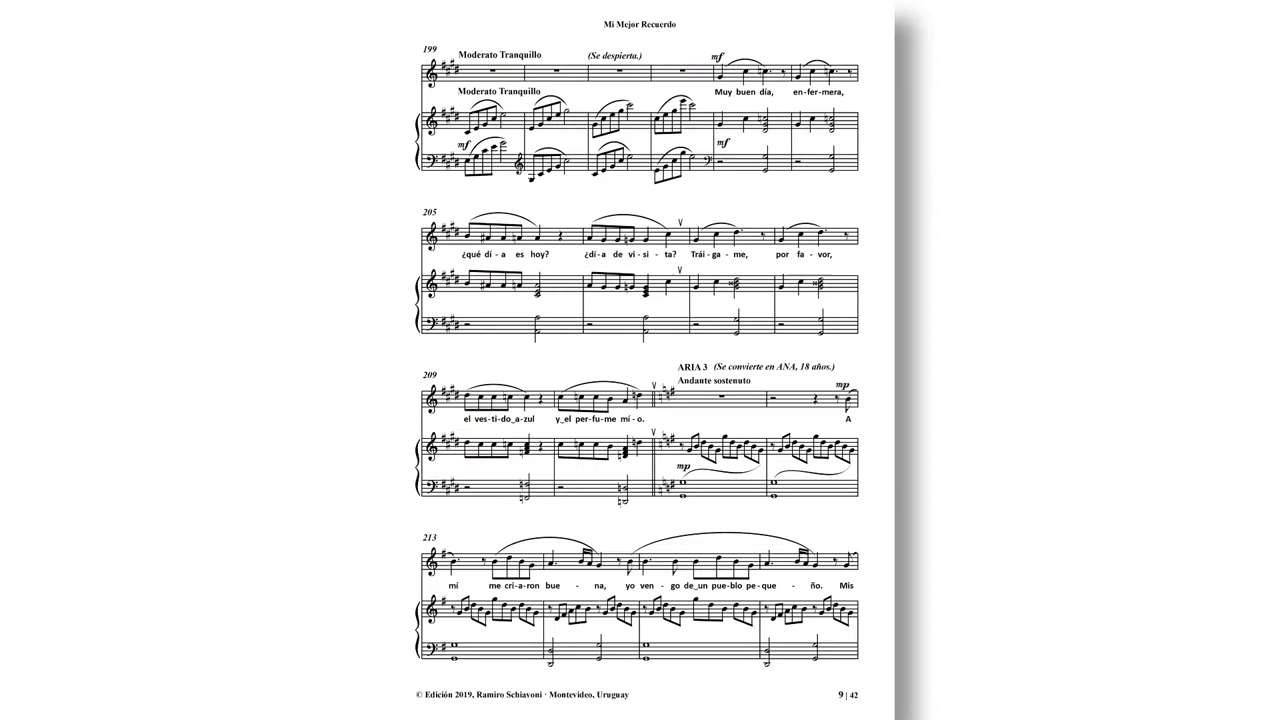 Mi Mejor Recuerdo
199
Moderato Tranquillo
(Se despierta.)
mf
Moderato Tranquillo
Muy buen día, en-fer-mera,
mf
mf
205
¿qué dí - a es hoy? ¿dí-a de vi-si-ta? Trái-ga-me, por fa-vor,
209
ARIA 3 (Se convierte en ANA, 18 años.)
Andante sostenuto
mp
el ves-ti-do_a-zul y_el per-fu-me mí-o. A
mp
213
mí me cri-a-ron bue - na, yo ven-go de_un pue-blo pe-que - ño. Mis
© Edición 2019, Ramiro Schiavoni · Montevideo, Uruguay
9 | 42